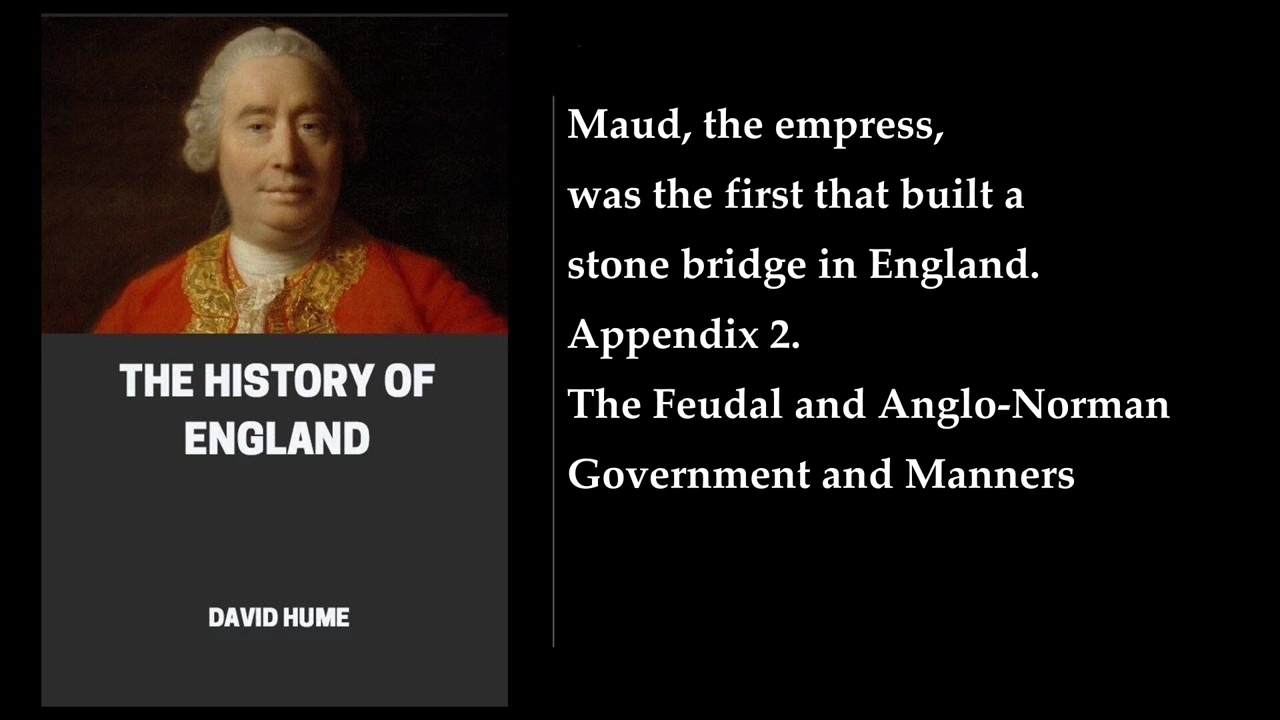 THE HISTORY OF
ENGLAND
DAVID HUME
Maud, the empress,
was the first that built a
stone bridge in England.
Appendix 2.
The Feudal and Anglo-Norman
Government and Manners